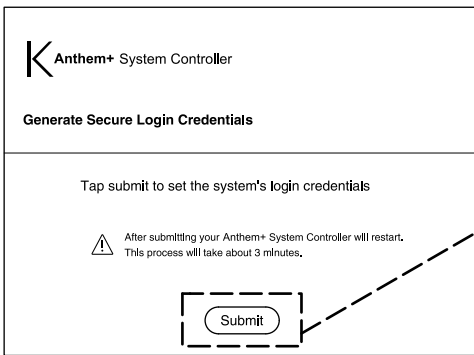 Anthem+ System Controller
Generate Secure Login Credentials
Tap submit to set the system's login credentials
After submitting your Anthem+ System Controller will restart.
This process will take about 3 minutes.
Submit